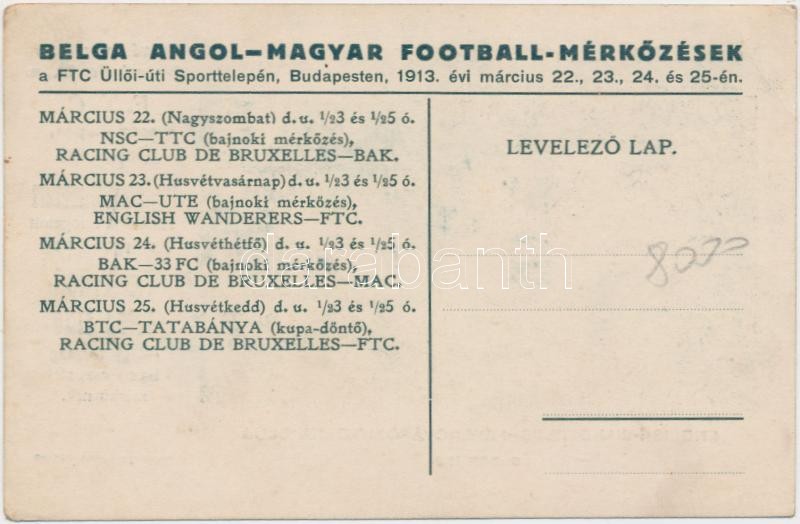 BELGA ANGOL—MAGYAR FOOTBALL-MÉRKŐZÉSEK
a FTC Üllői-úti Sporttelepén, Budapesten, 1913. évi március 22., 23., 24. és 25-én.
MÁRCIUS 22. (Nagyszombat) d. u. 1/23 és 1/25 ó.
NSC—TTC (bajnoki mérkőzés),
RACING CLUB DE BRUXELLES—BAK.
MÁRCIUS 23. (Husvétvasárnap) d. u. 1/23 és 1/25 ó.
MAC—UTE (bajnoki mérkőzés),
ENGLISH WANDERERS—FTC.
MÁRCIUS 24. (Husvéthétfő) d. u. 1/23 és 1/25 ó.
BAK—33 FC (bajnoki mérkőzés),
RACING CLUB DE BRUXELLES—MAC.
MÁRCIUS 25. (Husvétkedd) d. u. 1/23 és 1/25 ó.
BTC—TATABÁNYA (kupa-döntő),
RACING CLUB DE BRUXELLES—FTC.
LEVELEZŐ LAP.
8000
darabanth